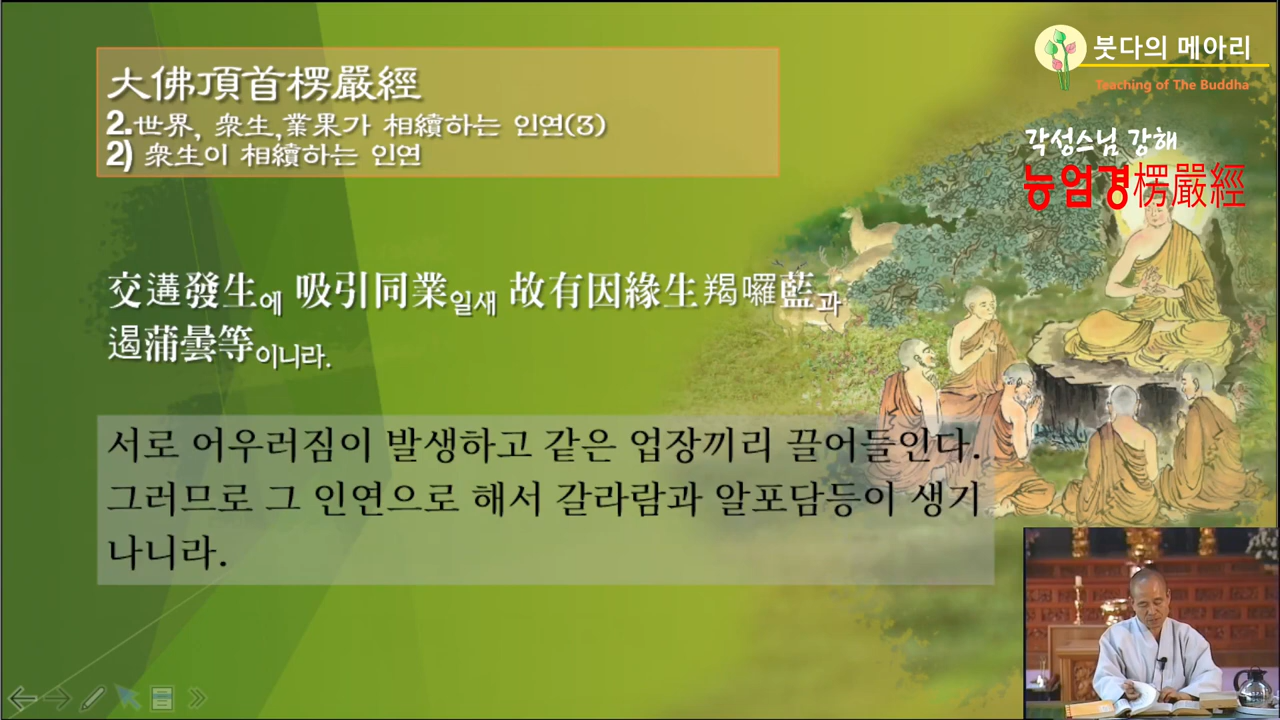 大佛頂首楞嚴經
2.世界, 衆生,業果가 相續하는 인연(3)
2) 衆生이 相續하는 인연
붓다의 메아리
Teaching of The Buddha
각성스님 강해
능엄경楞嚴經
交遘發生에 吸引同業일새 故有因緣生羯囉藍과
遏蒲曇等이니라.
서로 어우러짐이 발생하고 같은 업장끼리 끌어들인다.
그러므로 그 인연으로 해서 갈라람과 알포담등이 생기
나니라.